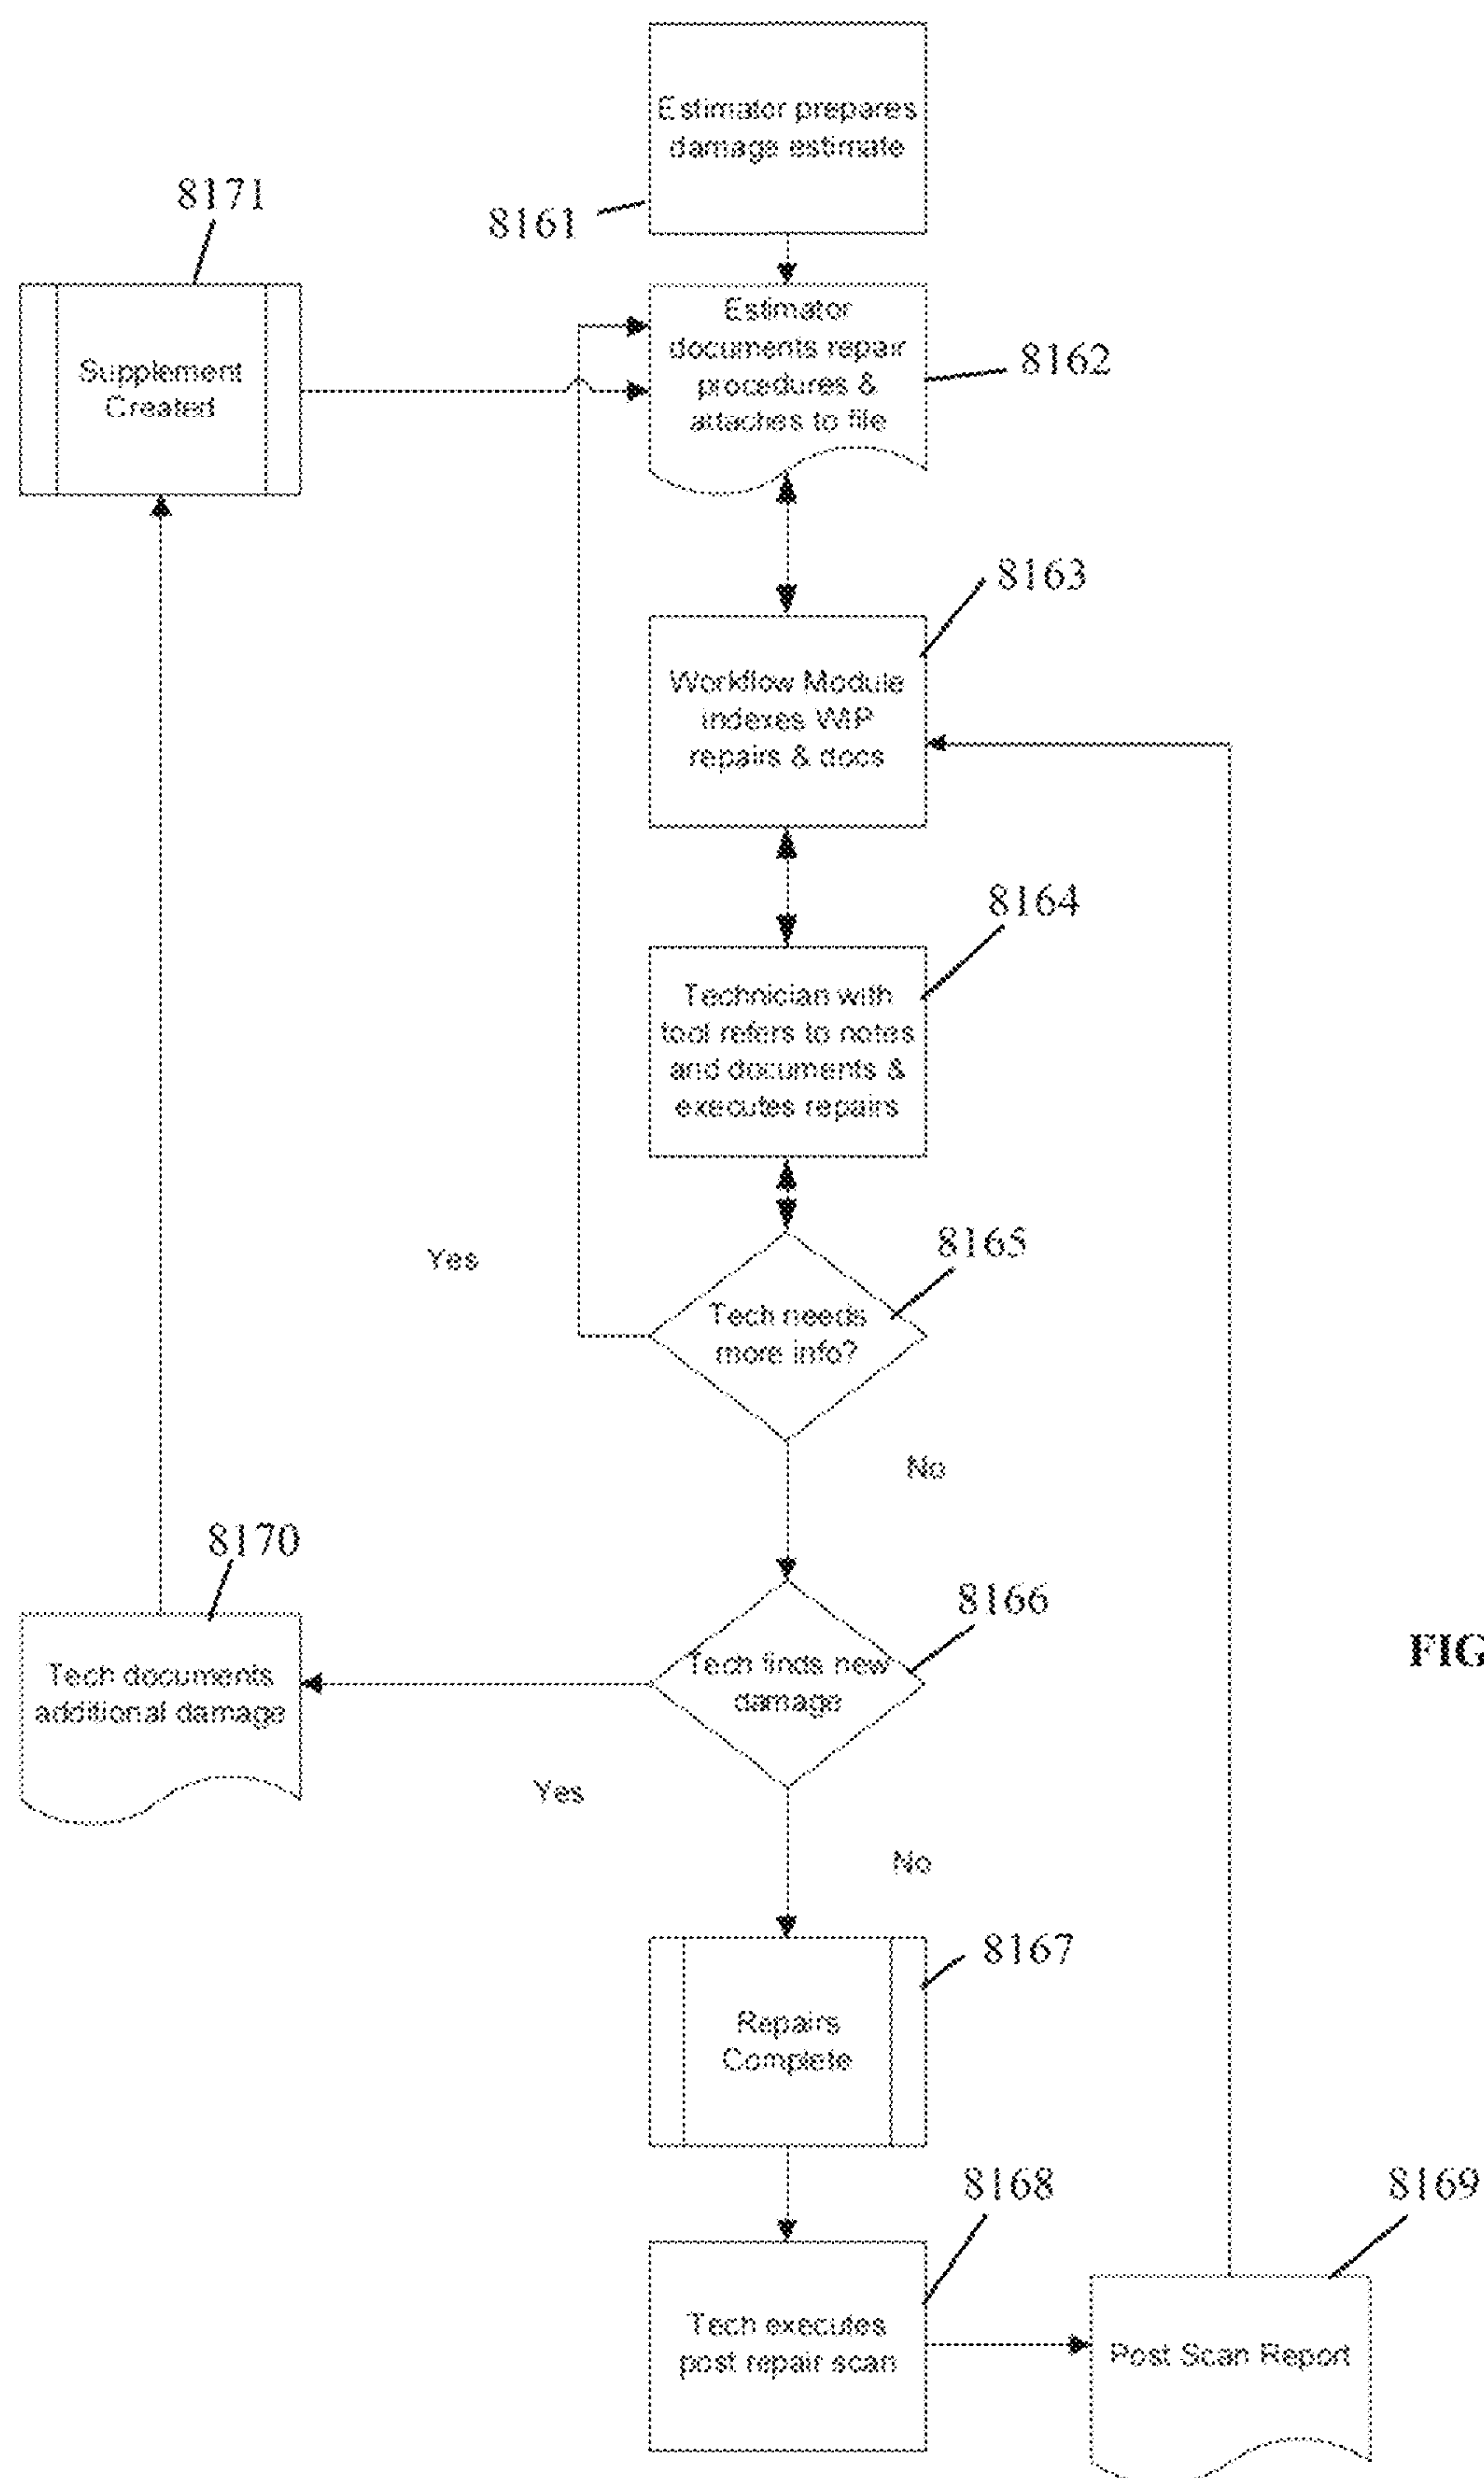 Estimator prepares
damage estimate
8161
8171
Supplement
Created
Estimator
documents repair
procedures &
attaches to file
8162
8163
Workflow Module
indexes WIP
repairs & docs
8164
Technician with
tool refers to notes
and documents &
executes repairs
Yes
8165
Tech needs
more info?
No
8170
Tech documents
additional damage
8166
Tech finds new
damage
FIG
Yes
No
8167
Repairs
Complete
8168
Tech executes
post repair scan
8169
Post Scan Report